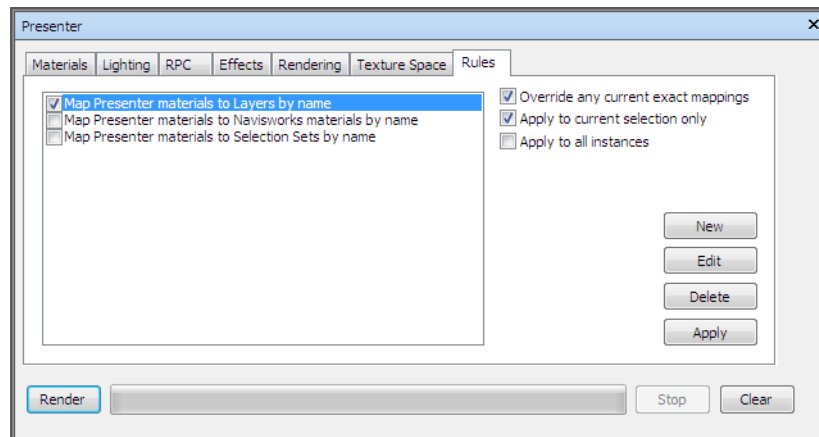 Presenter
Materials Lighting RPC Effects Rendering Texture Space Rules
Map Presenter materials to Layers by name
Map Presenter materials to Navisworks materials by name
Map Presenter materials to Selection Sets by name
Override any current exact mappings
Apply to current selection only
Apply to all instances
New
Edit
Delete
Apply
Render Stop Clear